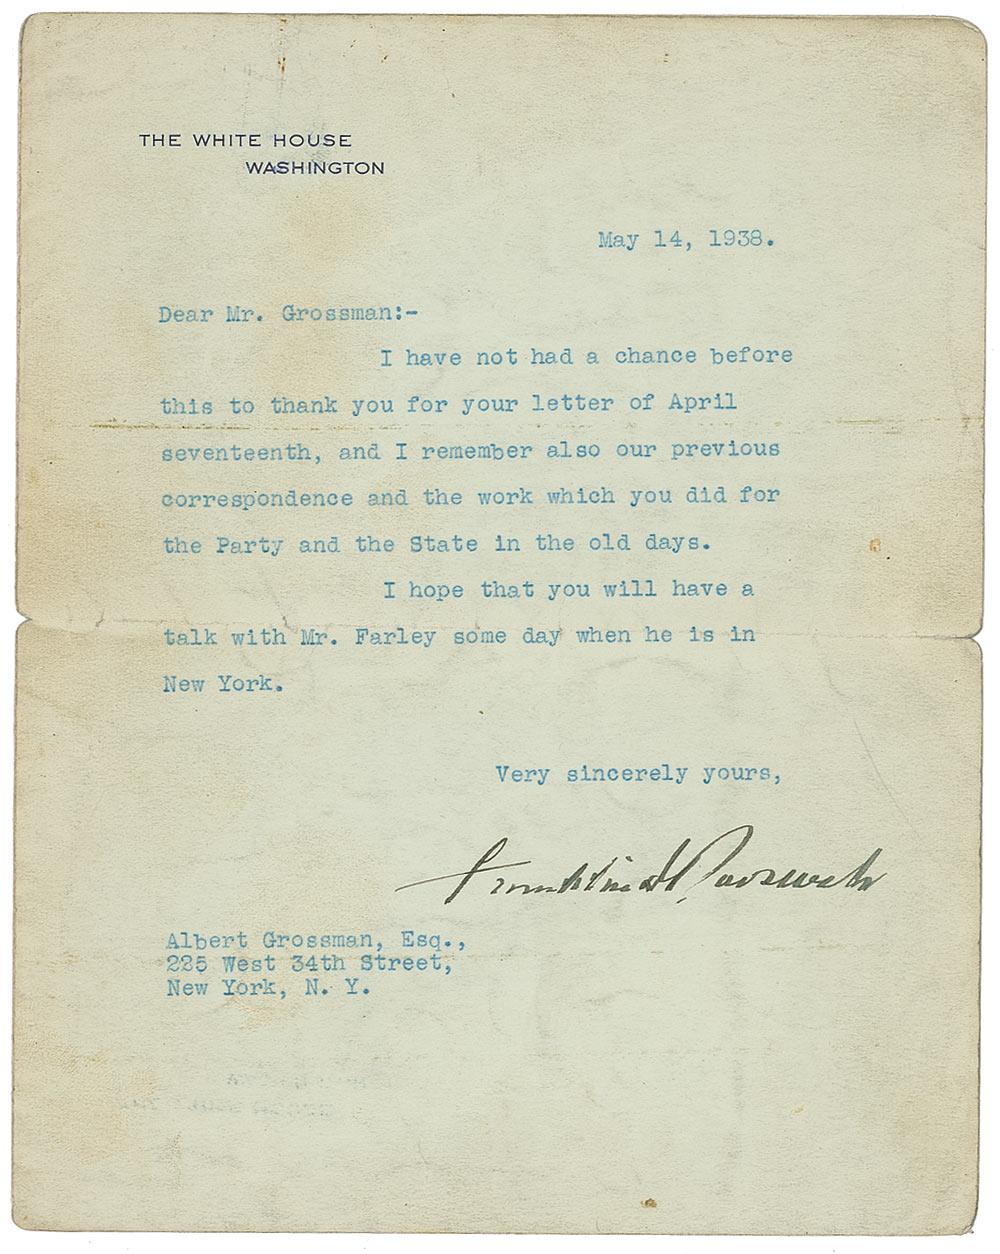 THE WHITE HOUSE
WASHINGTON
May 14, 1938.
Dear Mr. Grossman:-
I have not had a chance before
this to thank you for your letter of April
seventeenth, and I remember also our previous
correspondence and the work which you did for
the Party and the State in the old days.
I hope that you will have a
talk with Mr. Farley some day when he is in
New York.
Very sincerely yours,
Franklin D Roosevelt
Albert Grossman, Esq.,
225 West 34th Street,
New York, N. Y.